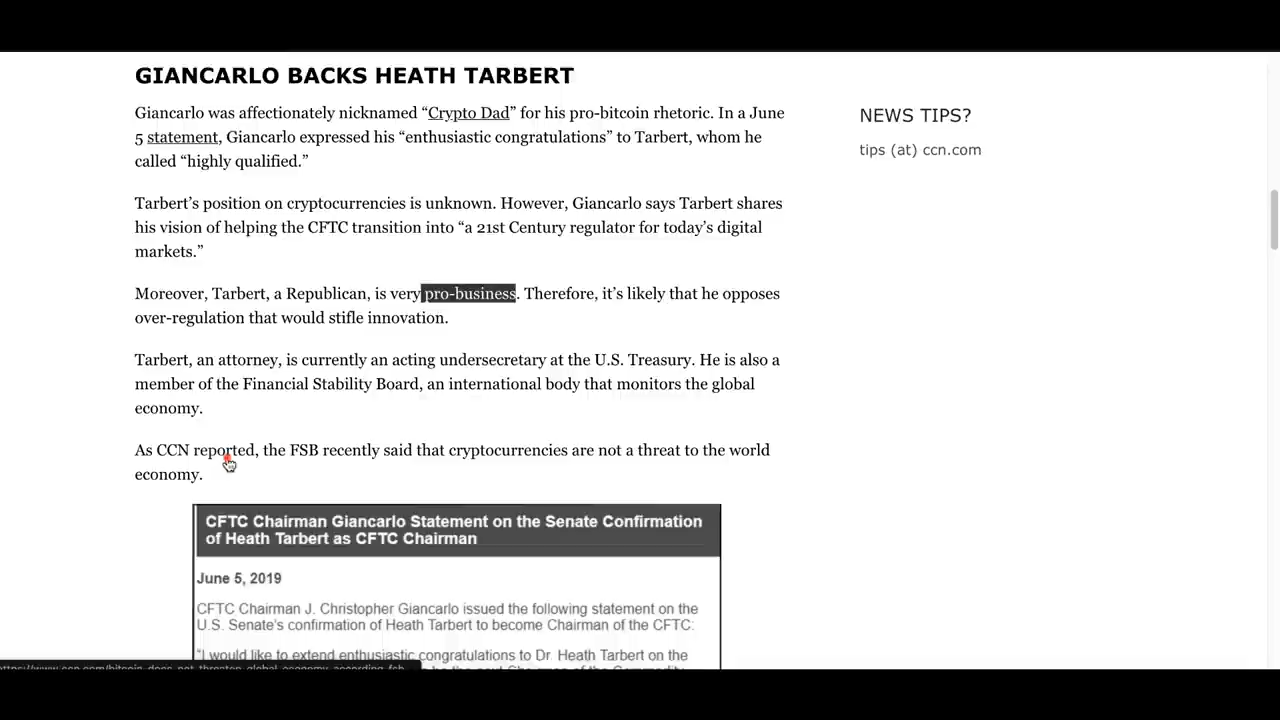 GIANCARLO BACKS HEATH TARBERT
Giancarlo was affectionately nicknamed “Crypto Dad” for his pro-bitcoin rhetoric. In a June
5 statement, Giancarlo expressed his “enthusiastic congratulations” to Tarbert, whom he
called “highly qualified.”
Tarbert’s position on cryptocurrencies is unknown. However, Giancarlo says Tarbert shares
his vision of helping the CFTC transition into “a 21st Century regulator for today’s digital
markets.”
Moreover, Tarbert, a Republican, is very pro-business. Therefore, it’s likely that he opposes
over-regulation that would stifle innovation.
Tarbert, an attorney, is currently an acting undersecretary at the U.S. Treasury. He is also a
member of the Financial Stability Board, an international body that monitors the global
economy.
As CCN reported, the FSB recently said that cryptocurrencies are not a threat to the world
economy.
CFTC Chairman Giancarlo Statement on the Senate Confirmation
of Heath Tarbert as CFTC Chairman
June 5, 2019
CFTC Chairman J. Christopher Giancarlo issued the following statement on the
U.S. Senate’s confirmation of Heath Tarbert to become Chairman of the CFTC:
“I would like to extend enthusiastic congratulations to Dr. Heath Tarbert on the
NEWS TIPS?
tips (at) ccn.com